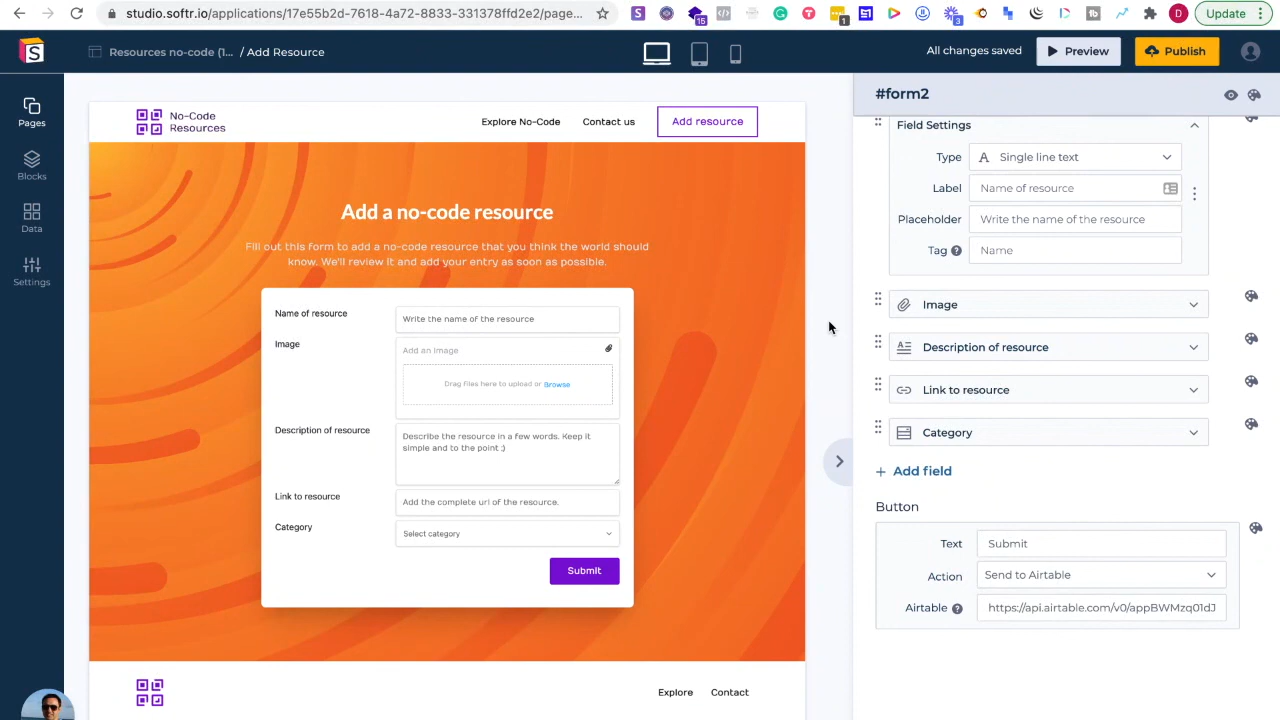 studio.softr.io/applications/17e55b2d-7618-4a72-8833-331378ffd2e2/page...
15
1
3
D
Update
S
Resources no-code (1... / Add Resource
All changes saved
Preview
Publish
Pages
Blocks
Data
Settings
No-Code
Resources
Explore No-Code
Contact us
Add resource
Add a no-code resource
Fill out this form to add a no-code resource that you think the world should
know. We'll review it and add your entry as soon as possible.
Name of resource
Write the name of the resource
Image
Add an image
Drag files here to upload or Browse
Description of resource
Describe the resource in a few words. Keep it
simple and to the point :)
Link to resource
Add the complete url of the resource.
Category
Select category
Submit
Explore
Contact
#form2
Field Settings
Type
Single line text
Label
Name of resource
Placeholder
Write the name of the resource
Tag
Name
Image
Description of resource
Link to resource
Category
+ Add field
Button
Text
Submit
Action
Send to Airtable
Airtable
https://api.airtable.com/v0/appBWMzq01dJ